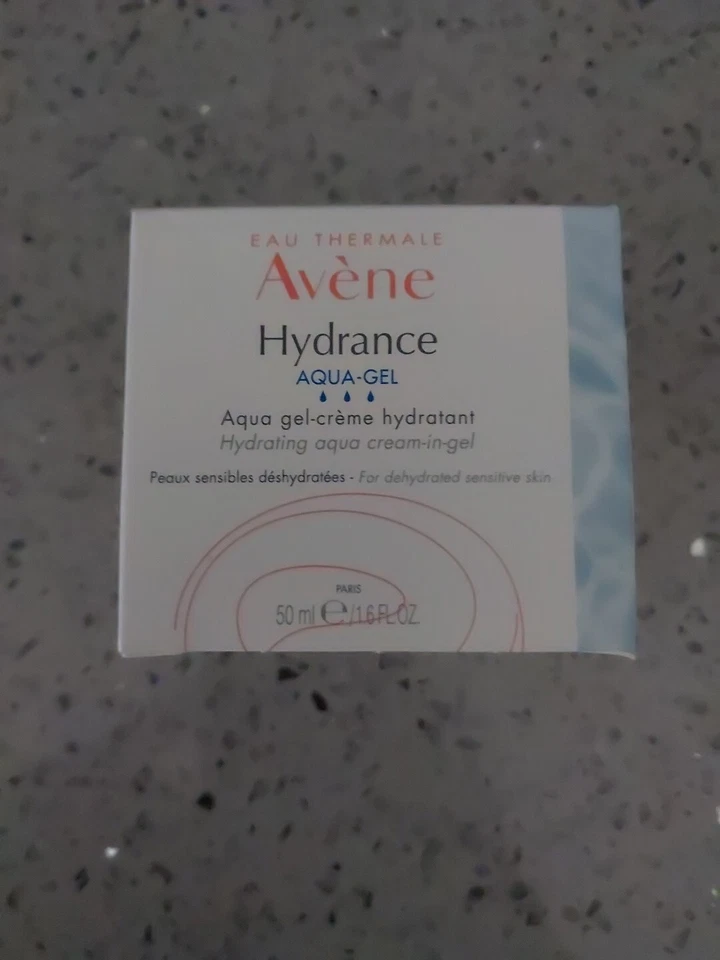 EAU THERMALE
Avène
Hydrance
AQUA-GEL
Aqua gel-crème hydratant
Hydrating aqua cream-in-gel
Peaux sensibles déshydratées - For dehydrated sensitive skin
PARIS
50 ml ℮/1.6 FL.OZ.